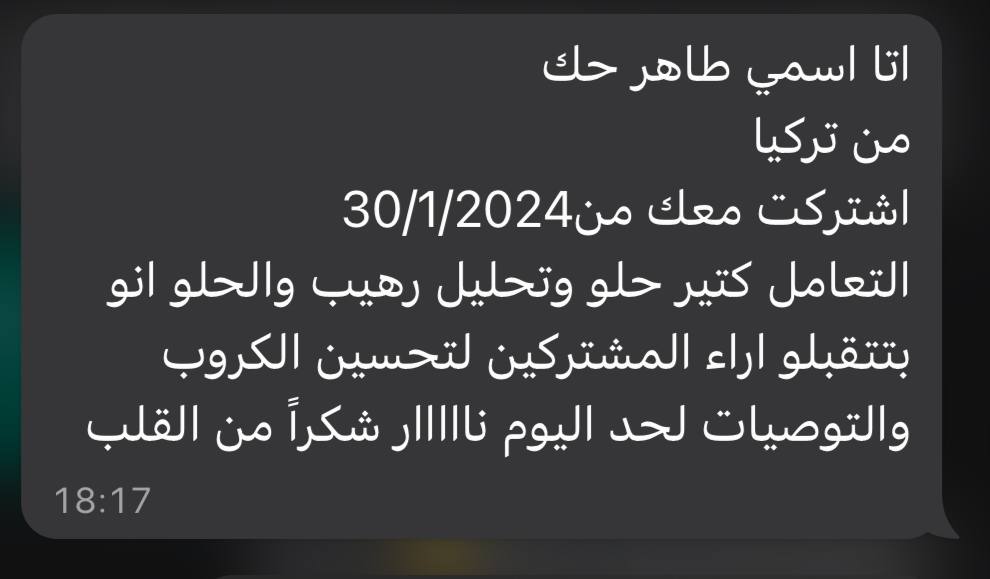 اتا اسمي طاهر حك
من تركيا
اشتركت معك من30/1/2024
التعامل كتير حلو وتحليل رهيب والحلو انو
بتتقبلو اراء المشتركين لتحسين الكروب
والتوصيات لحد اليوم نااااار شكراً من القلب
18:17